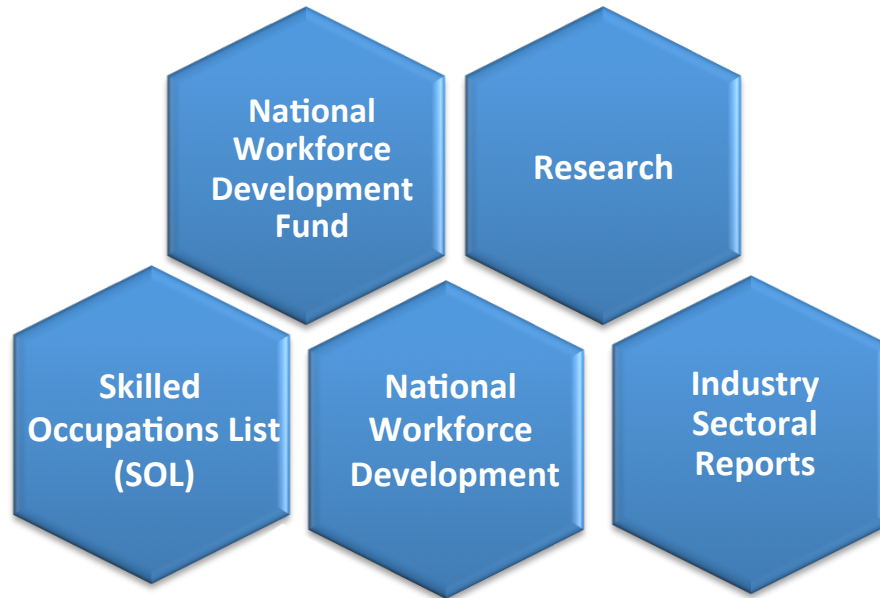 National
Workforce
Development
Fund
Research
Skilled
Occupations List
(SOL)
National
Workforce
Development
Industry
Sectoral
Reports